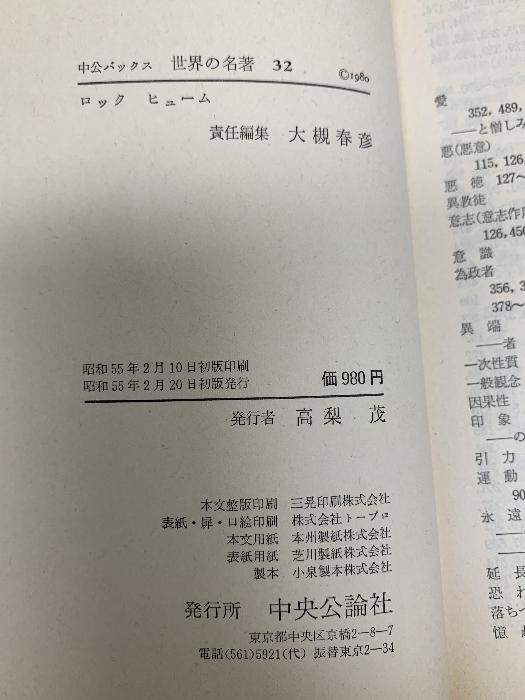 中公バックス 世界の名著 32
©1980
ロック ヒューム
責任編集 大槻春彦
昭和55年2月10日初版印刷
昭和55年2月20日初版発行
価980円
発行者 高梨 茂
本文整版印刷 三晃印刷株式会社
表紙・扉・口絵印刷 株式会社トープロ
本文用紙 本州製紙株式会社
表紙用紙 芝川製紙株式会社
製本 小泉製本株式会社
発行所 中央公論社
東京都中央区京橋2-8-7
電話(561)5921(代) 振替東京2-34
愛
352, 489,
——と憎しみ
悪(悪意)
115, 126,
悪徳 127〜
異教徒
意志(意志作用
126, 450
意識
為政者
356, 3
378〜
異端
——者
一次性質
一般観念
因果性
印象
——の
引力
運動
90
永遠
——
——
延長
恐れ
落ち
憶